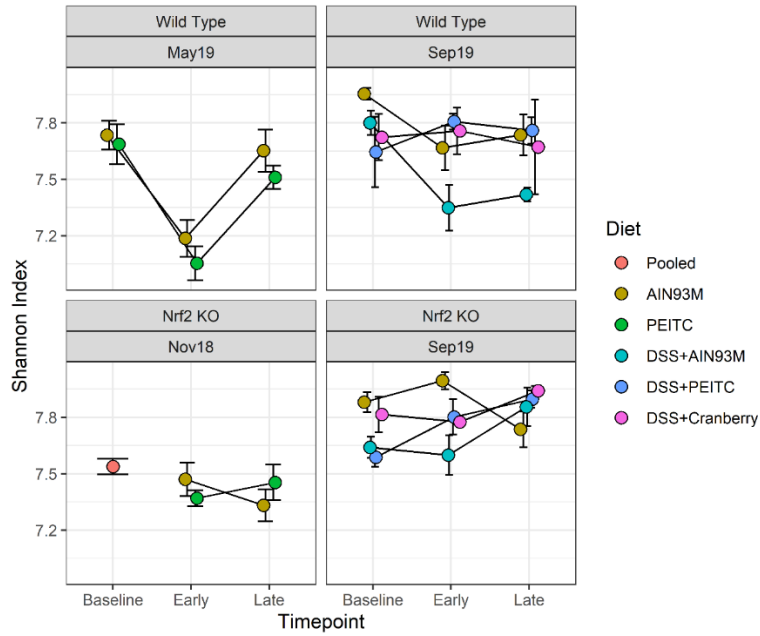 Wild Type
Wild Type
May19
Sep19
7.8
7.5
7.2
Nrf2 KO
Nrf2 KO
Nov18
Sep19
7.8
7.5
7.2
Shannon Index
Baseline
Early
Late
Baseline
Early
Late
Timepoint
Diet
Pooled
AIN93M
PEITC
DSS+AIN93M
DSS+PEITC
DSS+Cranberry